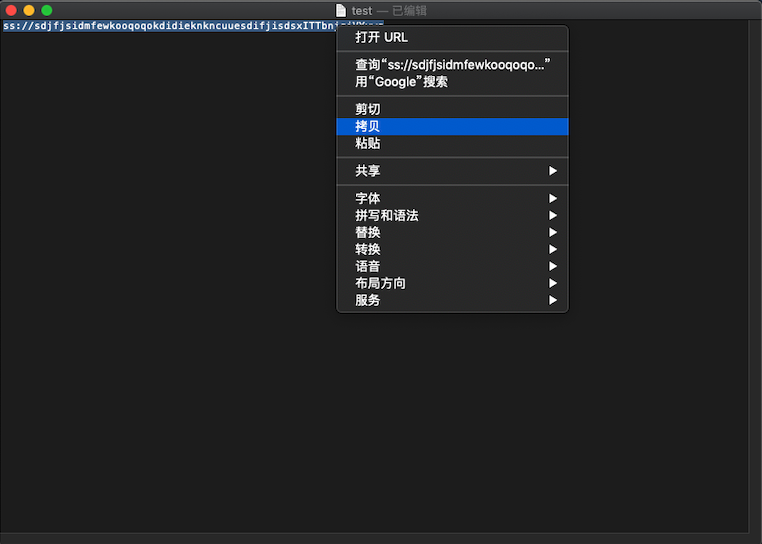 test — 已编辑
ss://sdjfjsidmfewkooqoqokdidieknkncuuesdifjisdsxITTbn
打开 URL
查询“ss://sdjfjsidmfewkooqoqo...”
用“Google”搜索
剪切
拷贝
粘贴
共享
字体
拼写和语法
替换
转换
语音
布局方向
服务